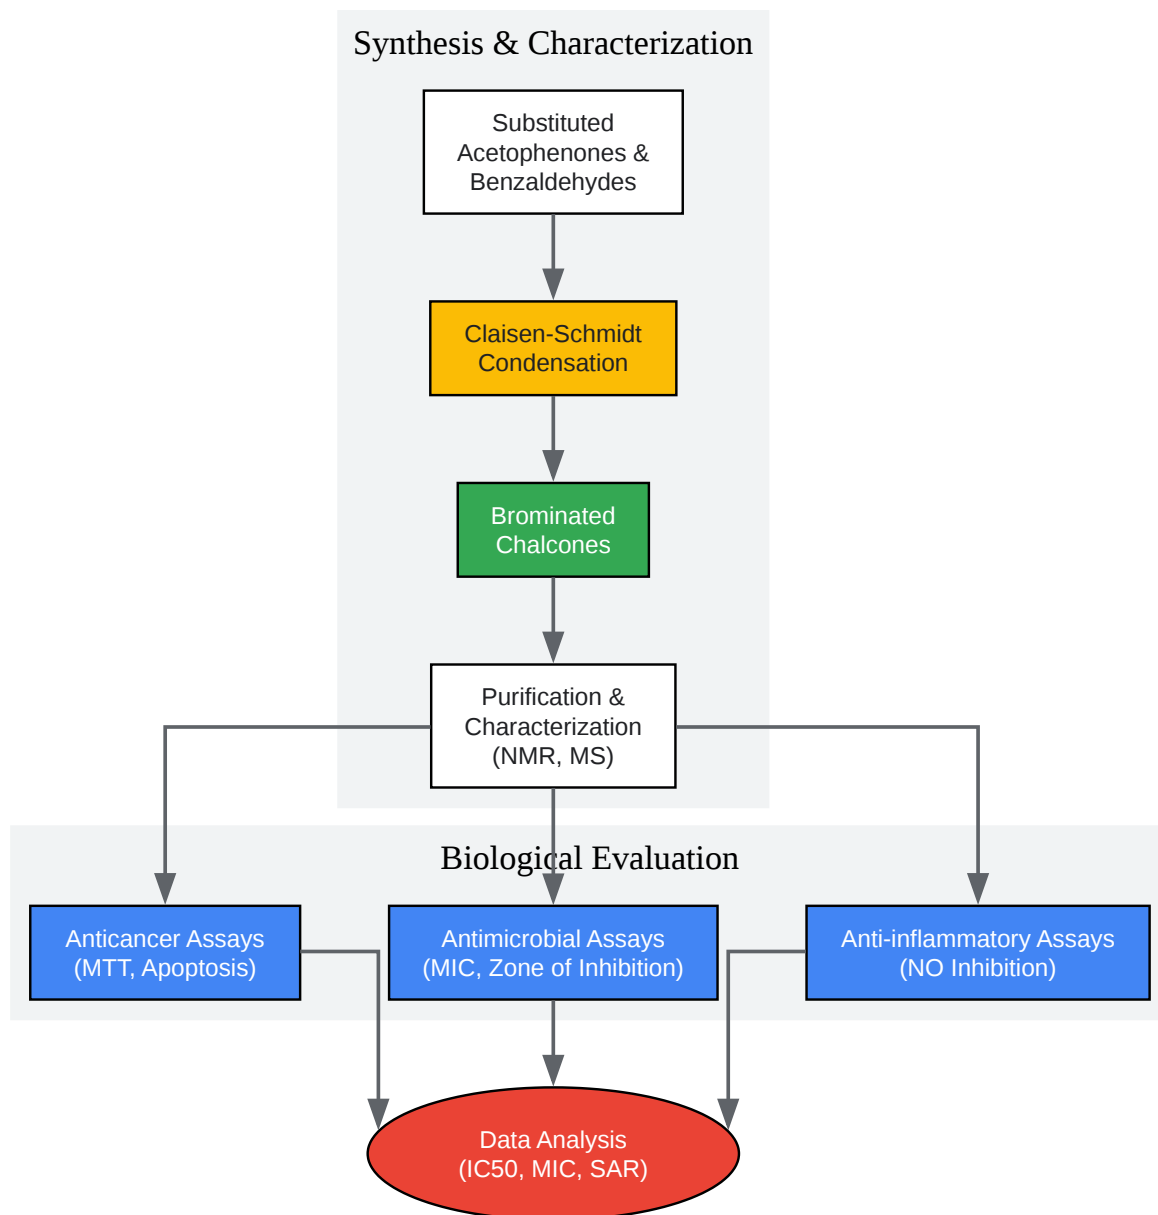 Synthesis & Characterization
Substituted
Acetophenones &
Benzaldehydes
Claisen-Schmidt
Condensation
Brominated
Chalcones
Purification &
Characterization
(NMR, MS)
Biological Evaluation
Anticancer Assays
(MTT, Apoptosis)
Antimicrobial Assays
(MIC, Zone of Inhibition)
Anti-inflammatory Assays
(NO Inhibition)
Data Analysis
(IC50, MIC, SAR)